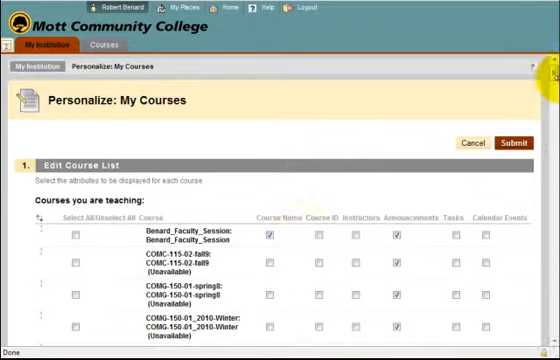 Robert Benard My Places Home Help Logout
Mott Community College
My Institution Courses
My Institution Personalize: My Courses
Personalize: My Courses
Cancel Submit
1. Edit Course List
Select the attributes to be displayed for each course.
Courses you are teaching:
Select All/Unselect All Course Course Name Course ID Instructors Announcements Tasks Calendar Events
Benard_Faculty_Session:
Benard_Faculty_Session
COMC-115-02-fall9:
COMC-115-02-fall9
(Unavailable)
COMG-150-01-spring8:
COMG-150-01-spring8
(Unavailable)
COMG-150-01_2010-Winter:
COMG-150-01_2010-Winter
(Unavailable)
Done